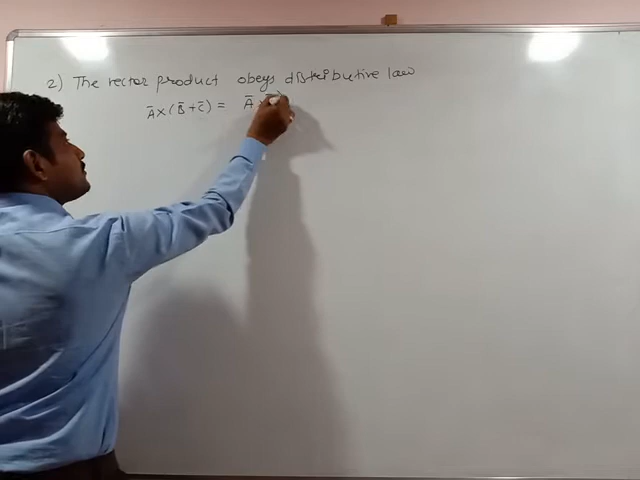 2) The vector product obeys distributive law
A̅ × (B̅ + C̅) = A̅